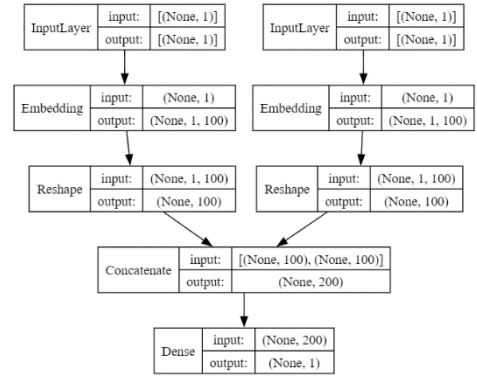 InputLayer input: [(None, 1)] output: [(None, 1)]
InputLayer input: [(None, 1)] output: [(None, 1)]
Embedding input: (None, 1) output: (None, 1, 100)
Embedding input: (None, 1) output: (None, 1, 100)
Reshape input: (None, 1, 100) output: (None, 100)
Reshape input: (None, 1, 100) output: (None, 100)
Concatenate input: [(None, 100), (None, 100)] output: (None, 200)
Dense input: (None, 200) output: (None, 1)